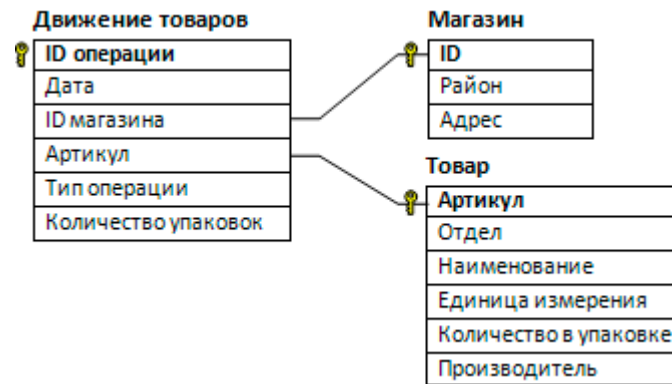 Движение товаров
ID операции
Дата
ID магазина
Артикул
Тип операции
Количество упаковок
Магазин
ID
Район
Адрес
Товар
Артикул
Отдел
Наименование
Единица измерения
Количество в упаковке
Производитель